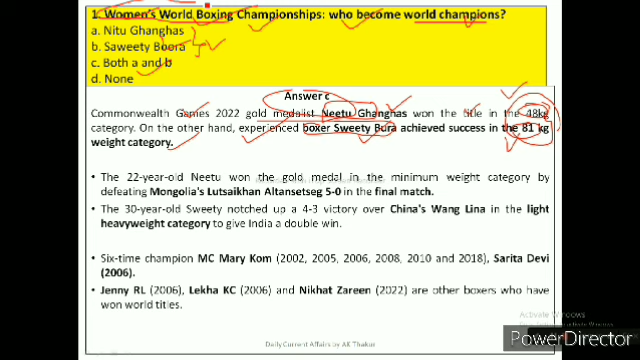 1. Women's World Boxing Championships: who become world champions?
a. Nitu Ghanghas
b. Saweety Boora
c. Both a and b
d. None
Answer c
Commonwealth Games 2022 gold medalist Neetu Ghanghas won the title in the 48kg
category. On the other hand, experienced boxer Sweety Bura achieved success in the 81 kg
weight category.
• The 22-year-old Neetu won the gold medal in the minimum weight category by
defeating Mongolia's Lutsaikhan Altansetseg 5-0 in the final match.
• The 30-year-old Sweety notched up a 4-3 victory over China's Wang Lina in the light
heavyweight category to give India a double win.
• Six-time champion MC Mary Kom (2002, 2005, 2006, 2008, 2010 and 2018), Sarita Devi
(2006).
• Jenny RL (2006), Lekha KC (2006) and Nikhat Zareen (2022) are other boxers who have
won world titles.
Activate Windows
Daily Current Affairs by AK Thakur
PowerDirector